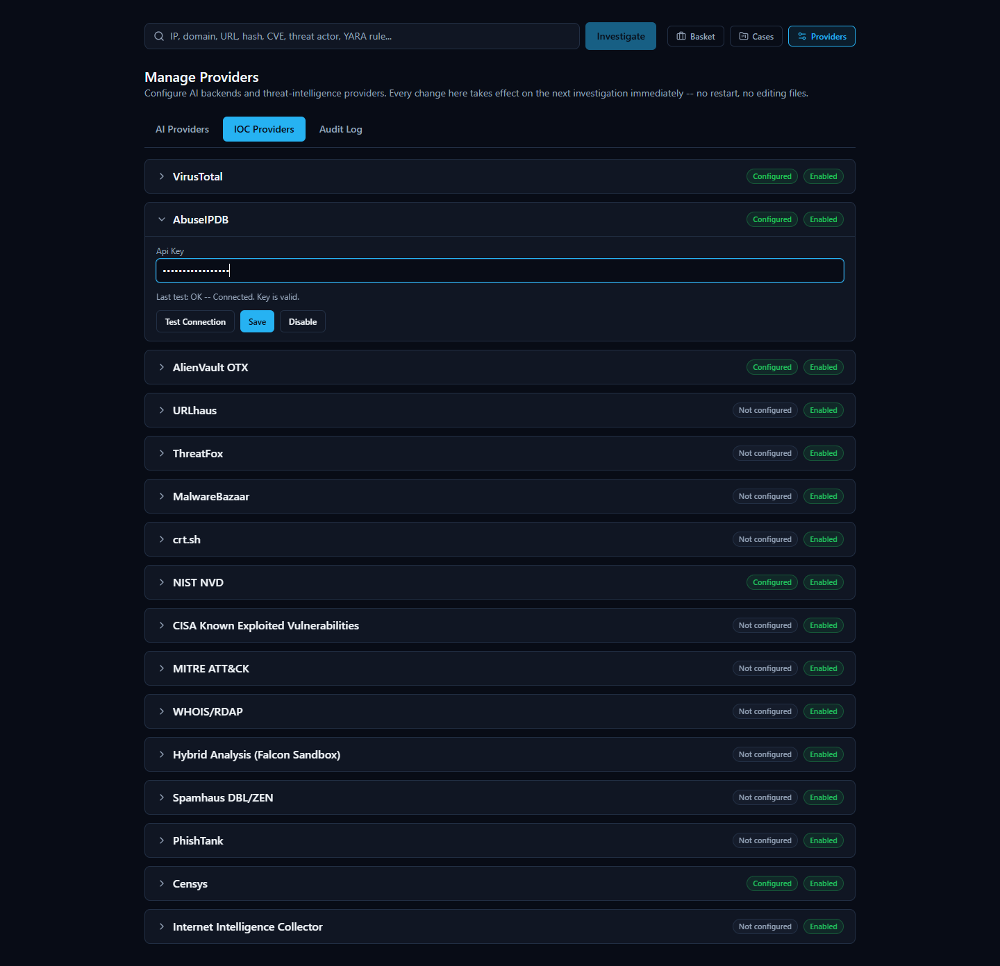 IP, domain, URL, hash, CVE, threat actor, YARA rule...
Investigate
Basket
Cases
Providers
Manage Providers
Configure AI backends and threat-intelligence providers. Every change here takes effect on the next investigation immediately -- no restart, no editing files.
AI Providers
IOC Providers
Audit Log
VirusTotal
Configured
Enabled
AbuseIPDB
Configured
Enabled
Api Key
•••••••••••••••••
Last test: OK -- Connected. Key is valid.
Test Connection
Save
Disable
AlienVault OTX
Configured
Enabled
URLhaus
Not configured
Enabled
ThreatFox
Not configured
Enabled
MalwareBazaar
Not configured
Enabled
crt.sh
Not configured
Enabled
NIST NVD
Configured
Enabled
CISA Known Exploited Vulnerabilities
Not configured
Enabled
MITRE ATT&CK
Not configured
Enabled
WHOIS/RDAP
Not configured
Enabled
Hybrid Analysis (Falcon Sandbox)
Not configured
Enabled
Spamhaus DBL/ZEN
Not configured
Enabled
PhishTank
Not configured
Enabled
Censys
Configured
Enabled
Internet Intelligence Collector
Not configured
Enabled